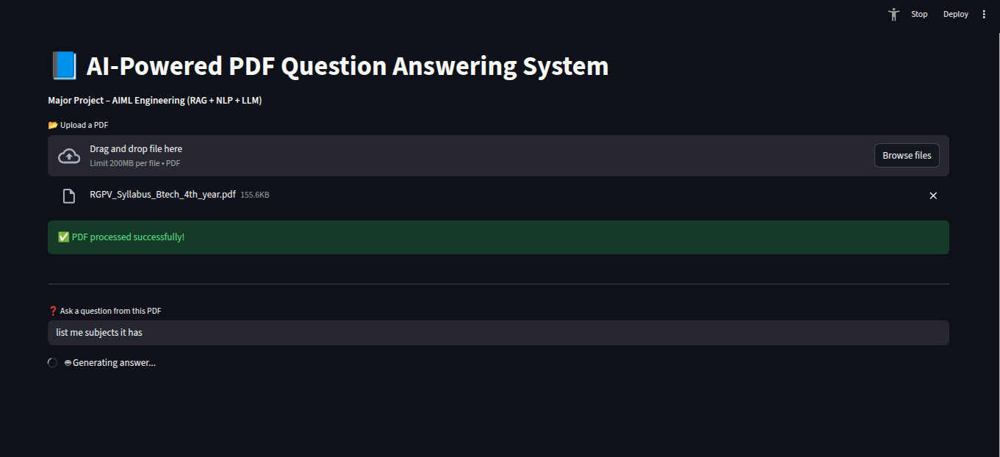 Stop Deploy
📘 AI-Powered PDF Question Answering System
Major Project – AIML Engineering (RAG + NLP + LLM)
📂 Upload a PDF
Drag and drop file here
Limit 200MB per file • PDF
Browse files
RGPV_Syllabus_Btech_4th_year.pdf 155.6KB
✅ PDF processed successfully!
❓ Ask a question from this PDF
list me subjects it has
Generating answer...